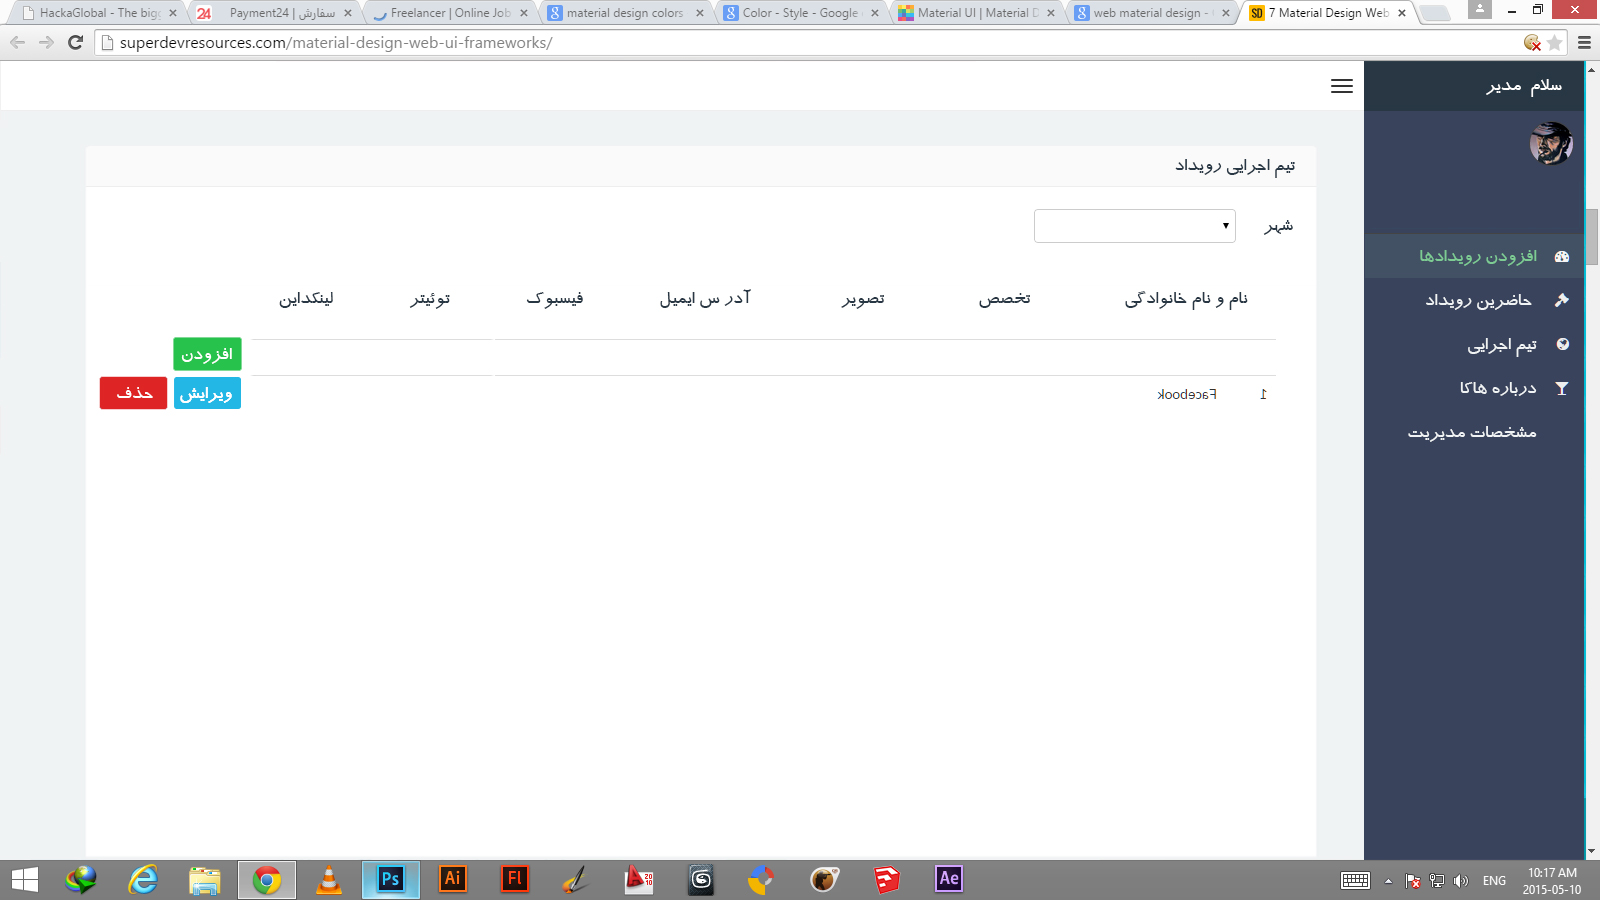 HackaGlobal - The bigg
Payment24 | سفارش
Freelancer | Online Job
material design colors
Color - Style - Google
Material UI | Material D
web material design -
7 Material Design Web
superdevresources.com/material-design-web-ui-frameworks/
سلام مدیر
تیم اجرایی رویداد
شهر
افزودن رویدادها
حاضرین رویداد
تیم اجرایی
درباره هاکا
مشخصات مدیریت
نام و نام خانوادگی تخصص تصویر آدر س ایمیل فیسبوک توئیتر لینکداین
افزودن
1 Facebook ویرایش حذف
ENG
10:17 AM
2015-05-10